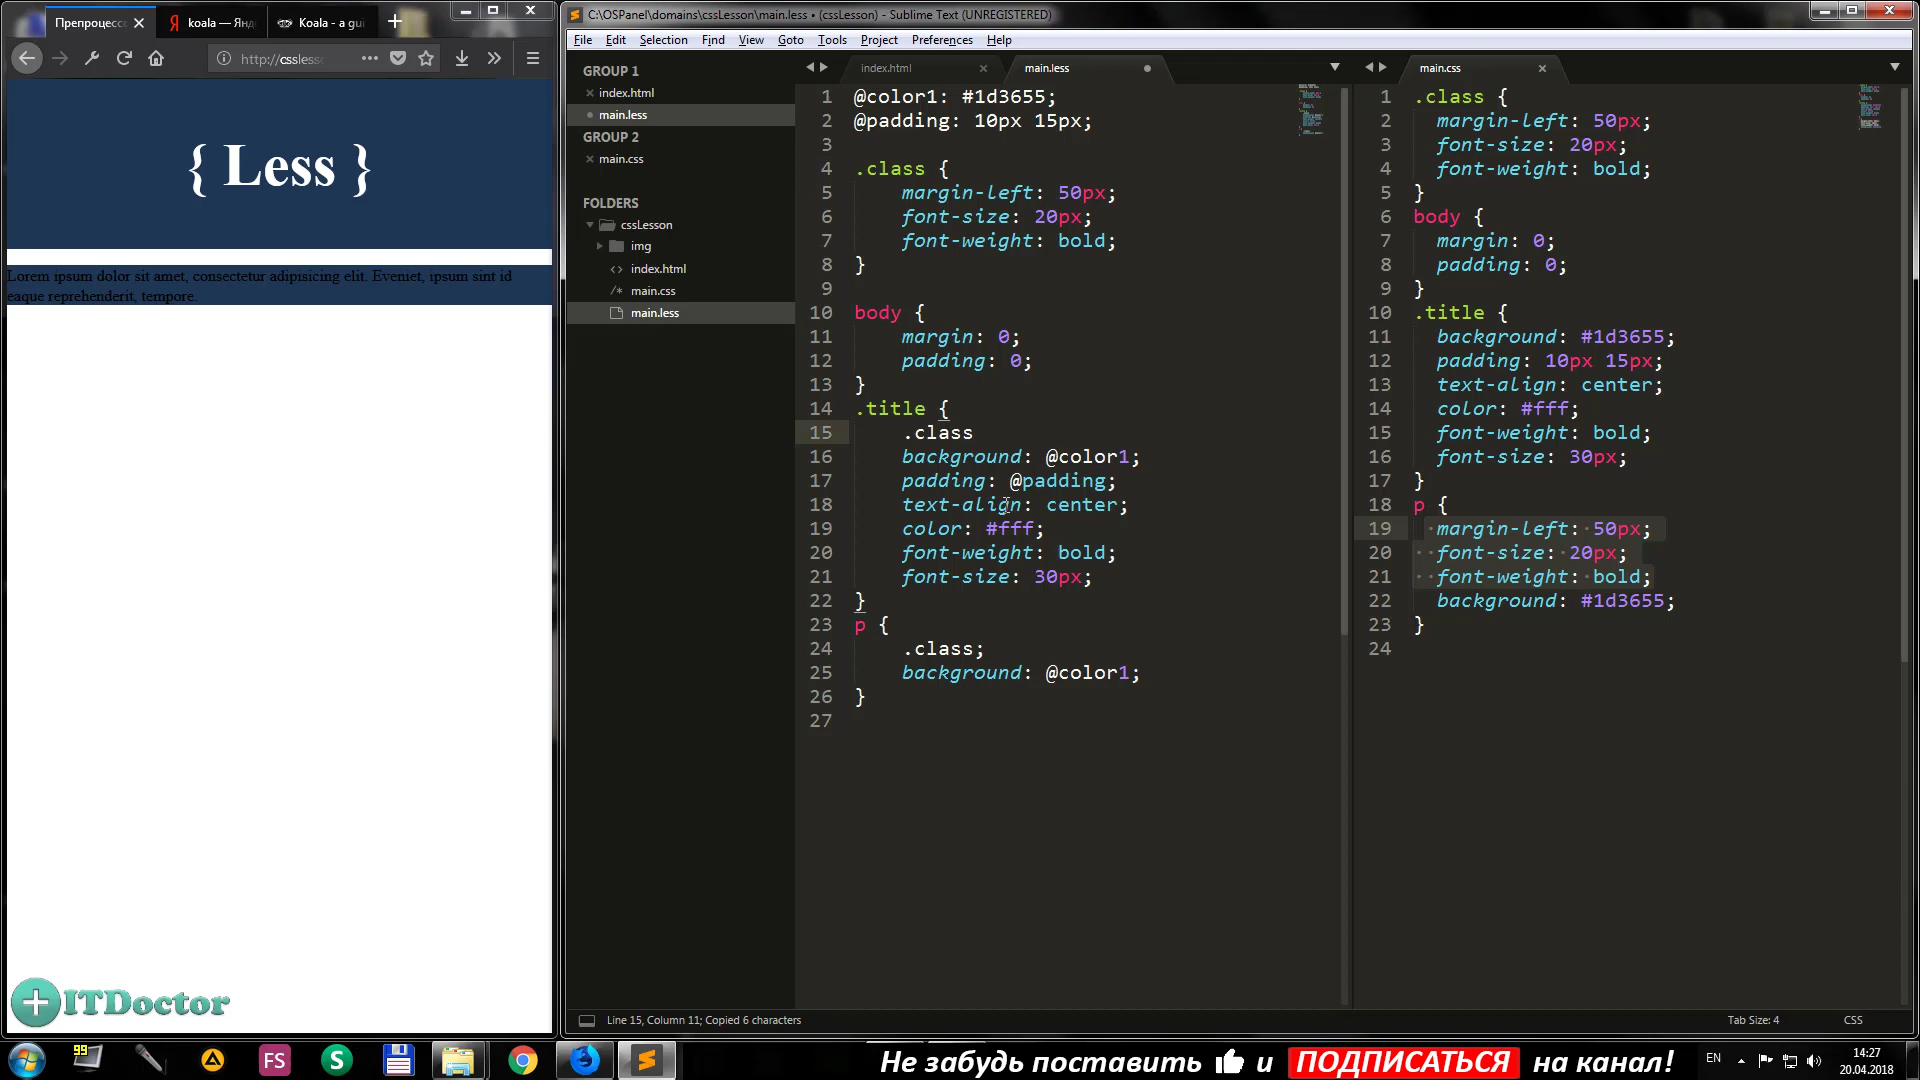 Препроцессо
koala — Янд
Koala - a gui
http://cssless
{ Less }
Lorem ipsum dolor sit amet, consectetur adipisicing elit. Eveniet, ipsum sint id
eaque reprehenderit, tempore.
ITDoctor
C:\OSPanel\domains\cssLesson\main.less • (cssLesson) - Sublime Text (UNREGISTERED)
File Edit Selection Find View Goto Tools Project Preferences Help
GROUP 1
index.html
main.less
GROUP 2
main.css
FOLDERS
cssLesson
img
index.html
main.css
main.less
index.html
main.less
1 @color1: #1d3655;
2 @padding: 10px 15px;
3
4 .class {
5 margin-left: 50px;
6 font-size: 20px;
7 font-weight: bold;
8 }
9
10 body {
11 margin: 0;
12 padding: 0;
13 }
14 .title {
15 .class
16 background: @color1;
17 padding: @padding;
18 text-align: center;
19 color: #fff;
20 font-weight: bold;
21 font-size: 30px;
22 }
23 p {
24 .class;
25 background: @color1;
26 }
27
main.css
1 .class {
2 margin-left: 50px;
3 font-size: 20px;
4 font-weight: bold;
5 }
6 body {
7 margin: 0;
8 padding: 0;
9 }
10 .title {
11 background: #1d3655;
12 padding: 10px 15px;
13 text-align: center;
14 color: #fff;
15 font-weight: bold;
16 font-size: 30px;
17 }
18 p {
19 margin-left: 50px;
20 font-size: 20px;
21 font-weight: bold;
22 background: #1d3655;
23 }
24
Line 15, Column 11; Copied 6 characters
Tab Size: 4
CSS
99
FS
S
Не забудь поставить и ПОДПИСАТЬСЯ на канал!
EN
14:27
20.04.2018